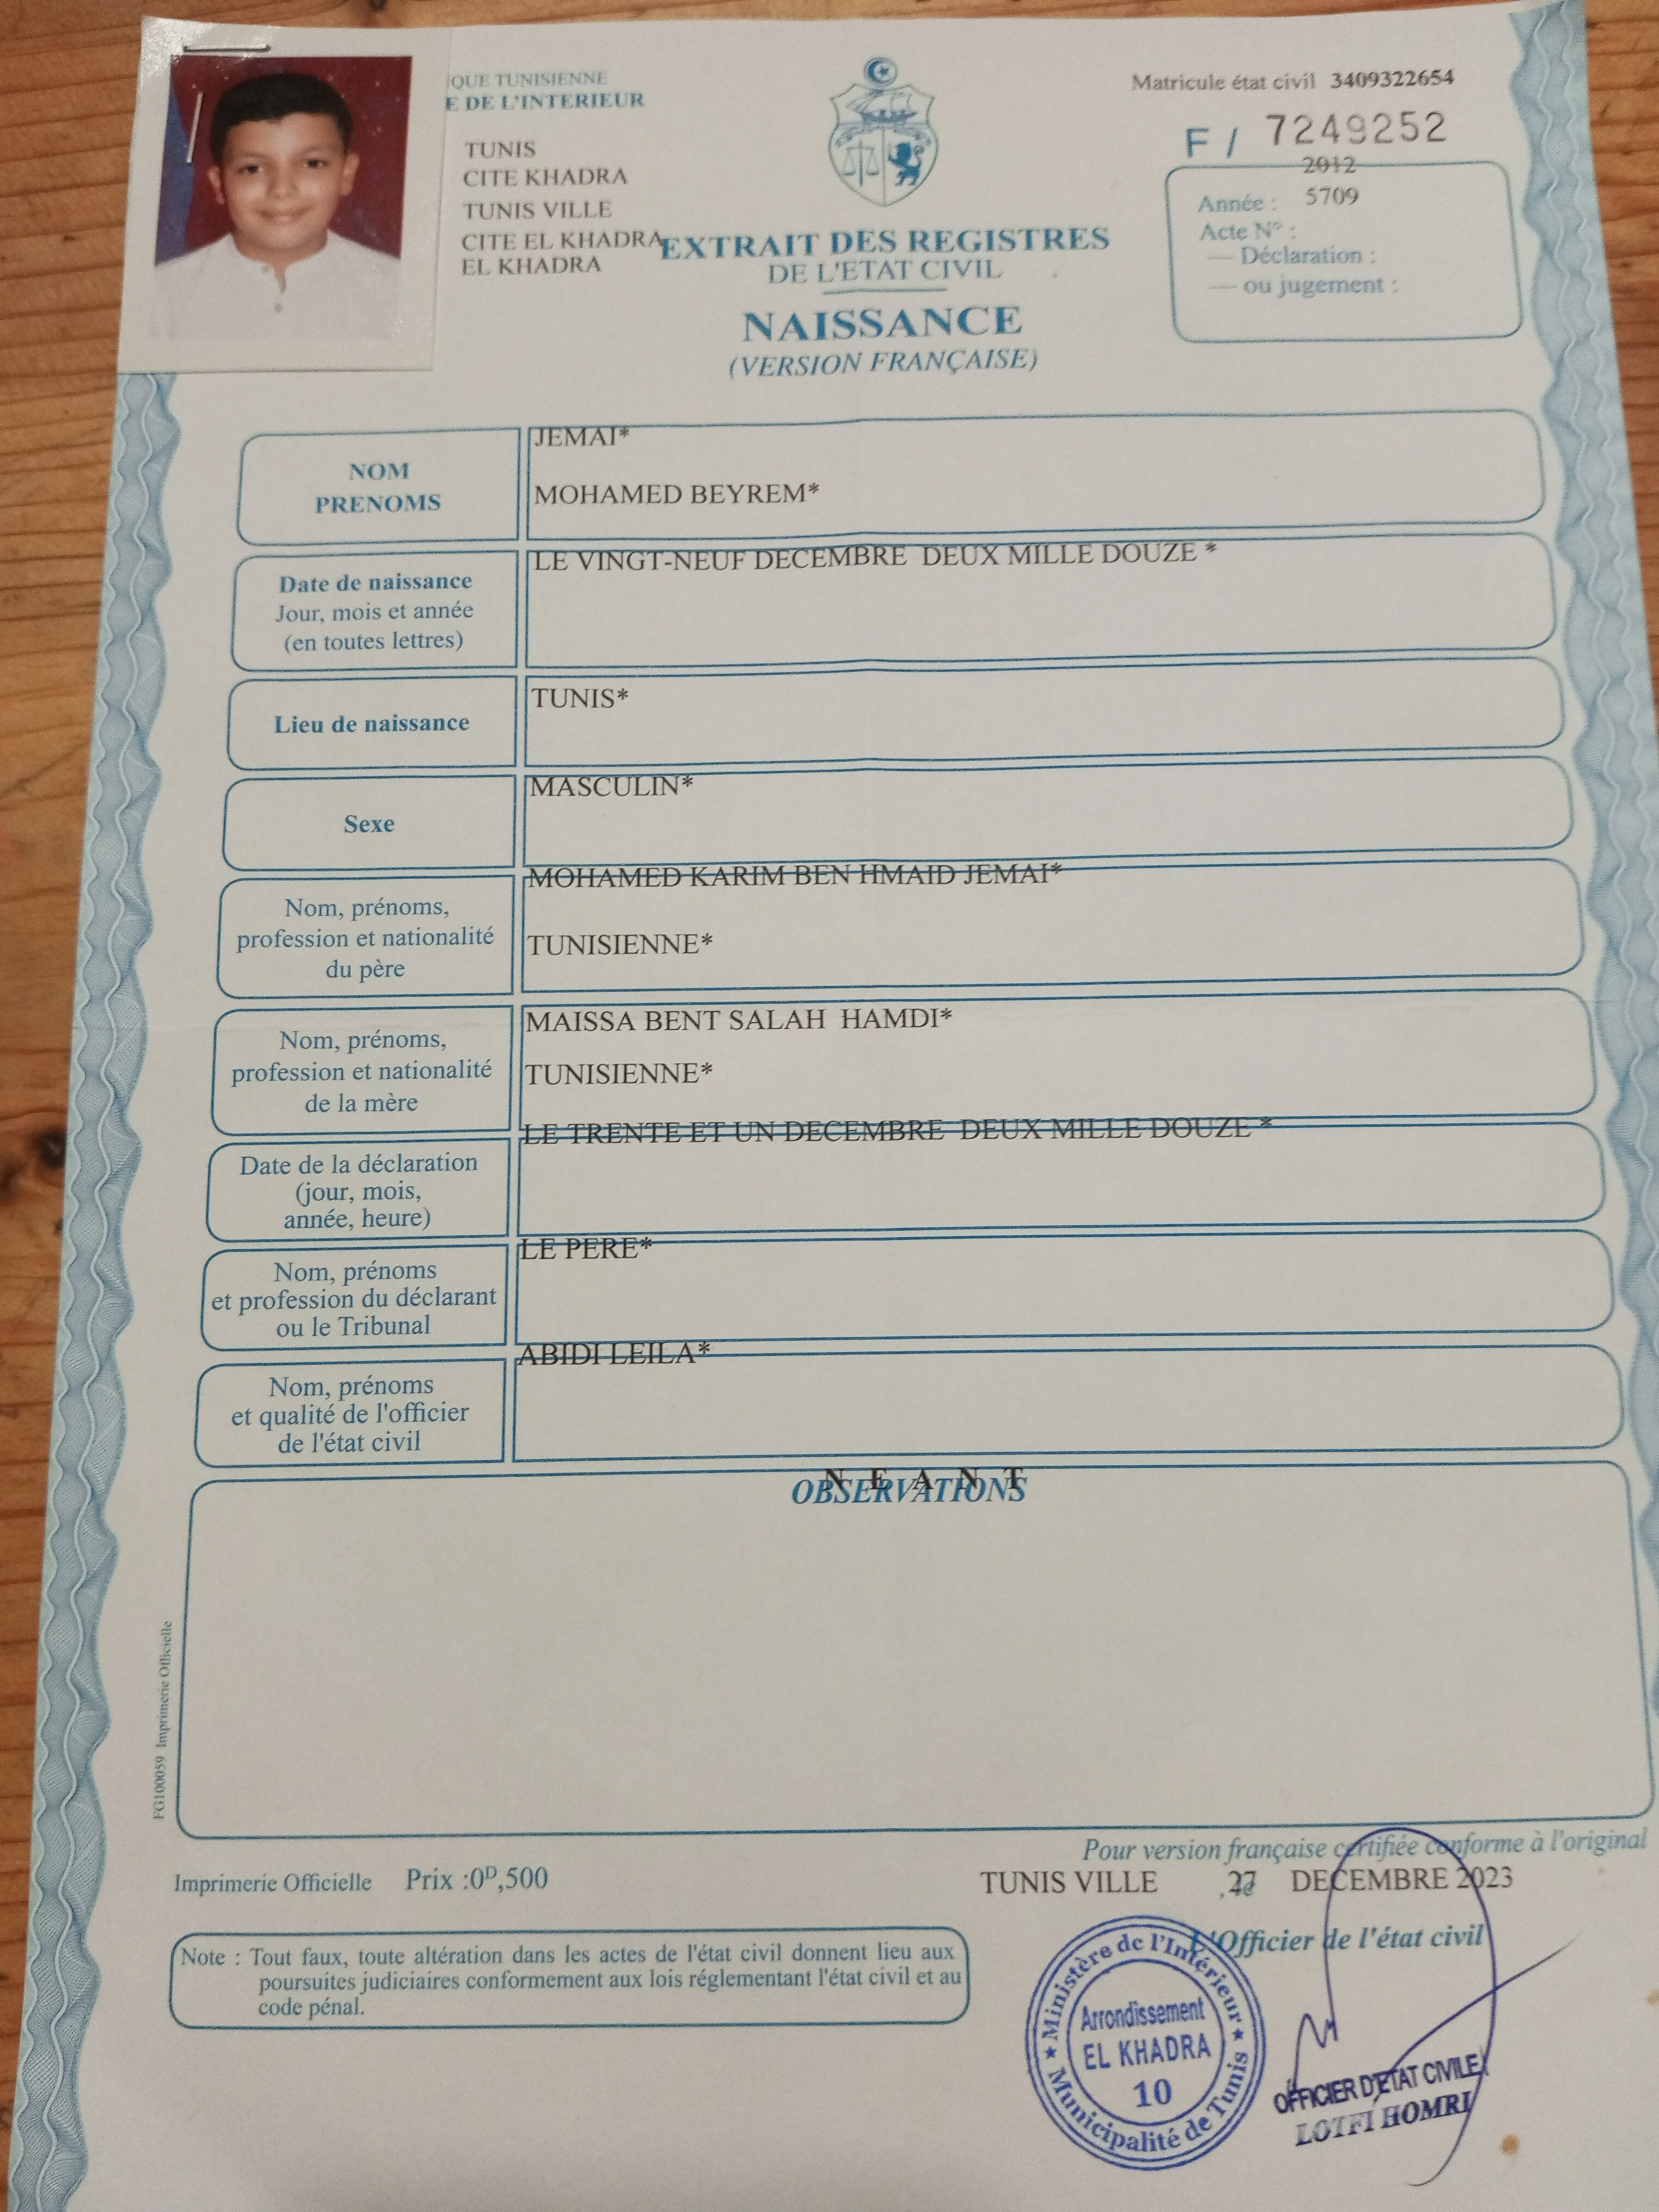 QUE TUNISIENNE
E DE L'INTERIEUR
TUNIS
CITE KHADRA
TUNIS VILLE
CITE EL KHADRA
EL KHADRA
EXTRAIT DES REGISTRES
DE L'ETAT CIVIL
NAISSANCE
(VERSION FRANÇAISE)
Matricule état civil 3409322654
F / 7249252
2012
Année : 5709
Acte N° :
— Déclaration :
— ou jugement :
NOM
PRENOMS
JEMAI*
MOHAMED BEYREM*
Date de naissance
Jour, mois et année
(en toutes lettres)
LE VINGT-NEUF DECEMBRE DEUX MILLE DOUZE *
Lieu de naissance
TUNIS*
Sexe
MASCULIN*
Nom, prénoms,
profession et nationalité
du père
MOHAMED KARIM BEN HMAID JEMAI*
TUNISIENNE*
Nom, prénoms,
profession et nationalité
de la mère
MAISSA BENT SALAH HAMDI*
TUNISIENNE*
Date de la déclaration
(jour, mois,
année, heure)
LE TRENTE ET UN DECEMBRE DEUX MILLE DOUZE *
Nom, prénoms
et profession du déclarant
ou le Tribunal
LE PERE*
Nom, prénoms
et qualité de l'officier
de l'état civil
ABIDI LEILA*
N E A N T
OBSERVATIONS
FG100059 Imprimerie Officielle
Pour version française certifiée conforme à l'original
Imprimerie Officielle Prix :0D,500
TUNIS VILLE ,le 27 DECEMBRE 2023
L'Officier de l'état civil
Note : Tout faux, toute altération dans les actes de l'état civil donnent lieu aux
poursuites judiciaires conformement aux lois réglementant l'état civil et au
code pénal.
★ Ministère de l'Intérieur ★
Arrondissement
EL KHADRA
10
Municipalité de Tunis
OFFICIER D'ETAT CIVILE
LOTFI HOMRI